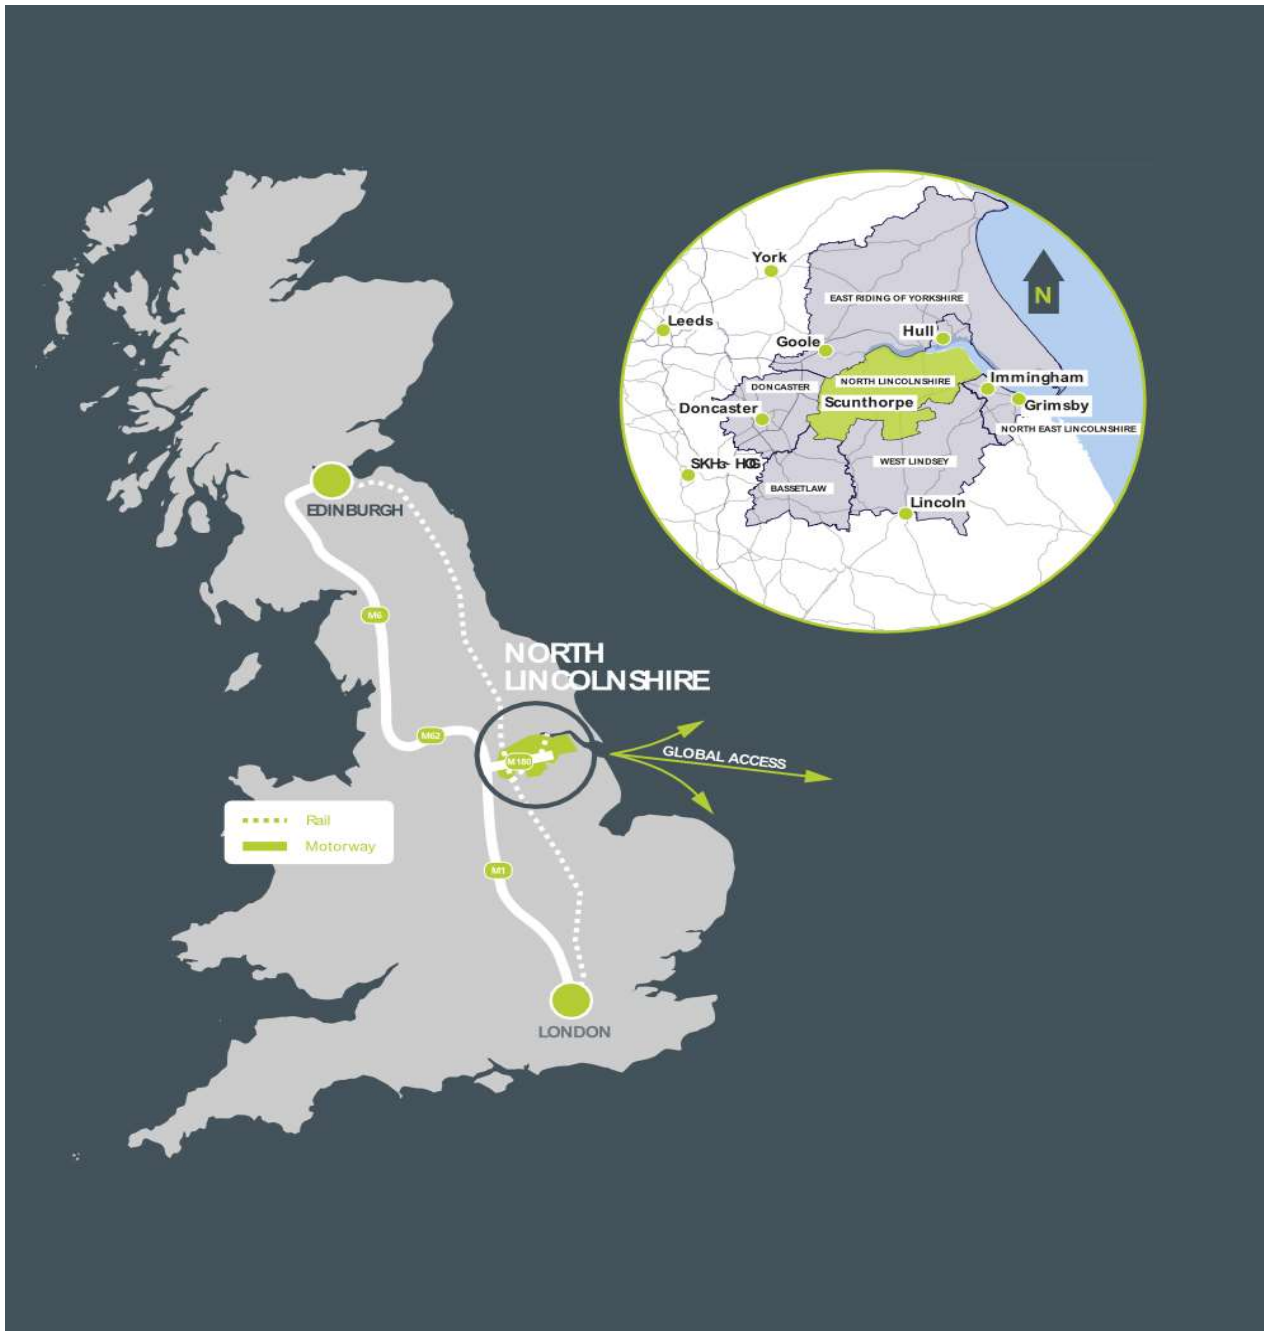 York
EAST RIDING OF YORKSHIRE
N
Leeds
Hull
Goole
Immingham
DONCASTER
NORTH LINCOLNSHIRE
Scunthorpe
Grimsby
Doncaster
NORTH EAST LINCOLNSHIRE
WEST LINDSEY
BASSETLAW
Lincoln
EDINBURGH
M6
NORTH
LINCOLNSHIRE
M62
GLOBAL ACCESS
M180
Rail
Motorway
M1
LONDON